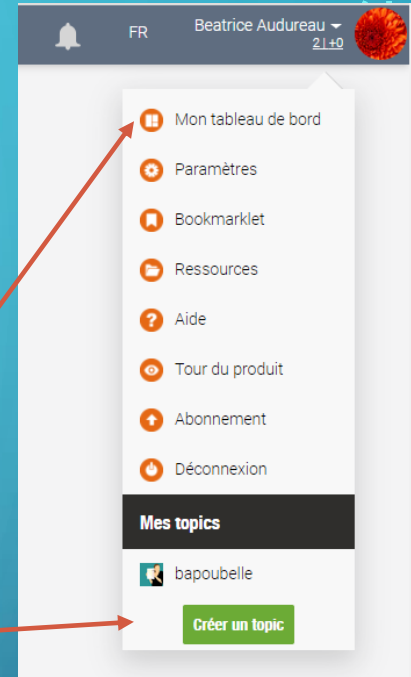 FR
Beatrice Audureau
2 | +0
Mon tableau de bord
Paramètres
Bookmarklet
Ressources
Aide
Tour du produit
Abonnement
Déconnexion
Mes topics
bapoubelle
Créer un topic